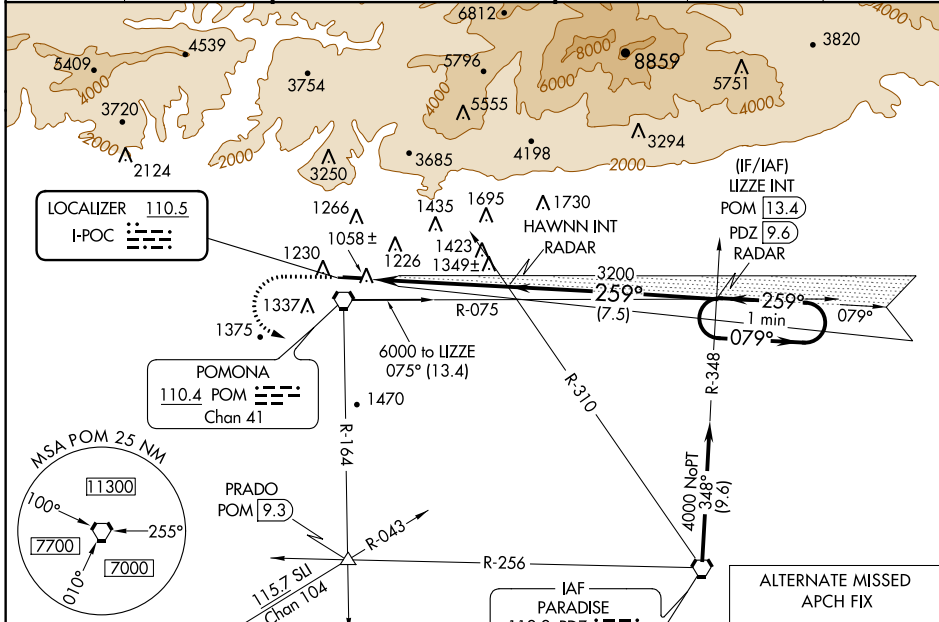 6812
4000
3820
4539
5409
4000
3754
5796
8000
8859
6000
5751
4000
4000
5555
3720
2000
2124
2000
3250
3685
4198
3294
2000
(IF/IAF)
LIZZE INT
POM 13.4
PDZ 9.6
RADAR
LOCALIZER 110.5
I-POC
1266
1435
1695
1730
HAWNN INT
RADAR
1058 ±
1226
1423
1349±
1230
3200
259°
259°
079°
(7.5)
1 min
079°
R-075
1337
1375
6000 to LIZZE
075° (13.4)
POMONA
110.4 POM
Chan 41
1470
R-164
R-310
R-348
4000 NoPT
348°
(9.6)
MSA POM 25 NM
11300
100°
255°
7700
7000
010°
PRADO
POM 9.3
R-043
115.7 SLI
Chan 104
R-256
IAF
PARADISE
ALTERNATE MISSED
APCH FIX